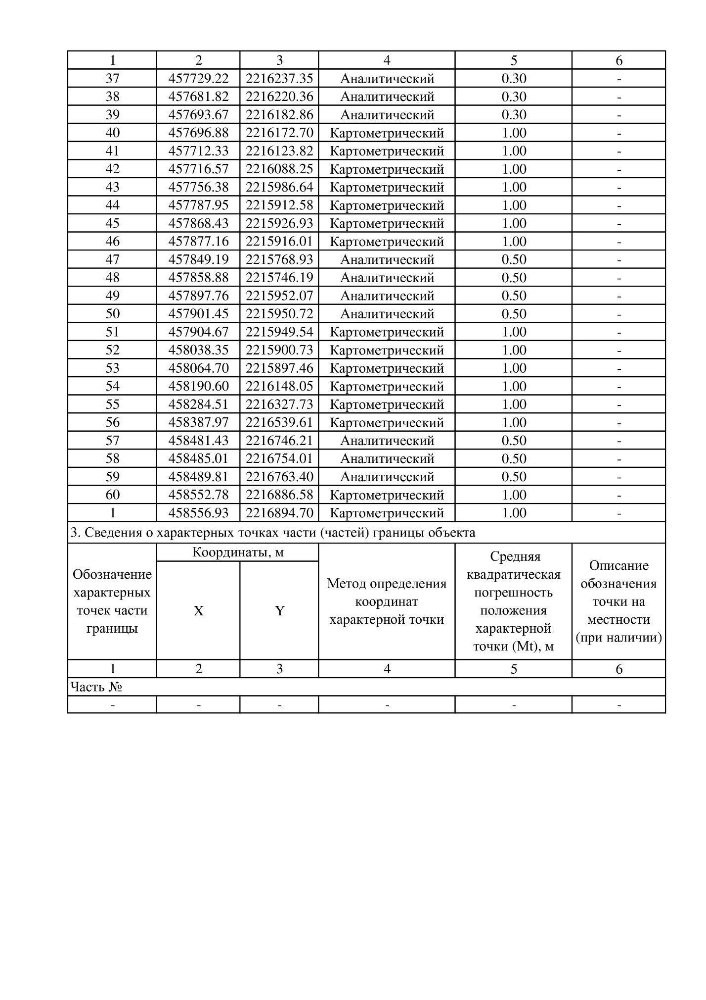 1 2 3 4 5 6
37 457729.22 2216237.35 Аналитический 0.30 -
38 457681.82 2216220.36 Аналитический 0.30 -
39 457693.67 2216182.86 Аналитический 0.30 -
40 457696.88 2216172.70 Картометрический 1.00 -
41 457712.33 2216123.82 Картометрический 1.00 -
42 457716.57 2216088.25 Картометрический 1.00 -
43 457756.38 2215986.64 Картометрический 1.00 -
44 457787.95 2215912.58 Картометрический 1.00 -
45 457868.43 2215926.93 Картометрический 1.00 -
46 457877.16 2215916.01 Картометрический 1.00 -
47 457849.19 2215768.93 Аналитический 0.50 -
48 457858.88 2215746.19 Аналитический 0.50 -
49 457897.76 2215952.07 Аналитический 0.50 -
50 457901.45 2215950.72 Аналитический 0.50 -
51 457904.67 2215949.54 Картометрический 1.00 -
52 458038.35 2215900.73 Картометрический 1.00 -
53 458064.70 2215897.46 Картометрический 1.00 -
54 458190.60 2216148.05 Картометрический 1.00 -
55 458284.51 2216327.73 Картометрический 1.00 -
56 458387.97 2216539.61 Картометрический 1.00 -
57 458481.43 2216746.21 Аналитический 0.50 -
58 458485.01 2216754.01 Аналитический 0.50 -
59 458489.81 2216763.40 Аналитический 0.50 -
60 458552.78 2216886.58 Картометрический 1.00 -
1 458556.93 2216894.70 Картометрический 1.00 -
3. Сведения о характерных точках части (частей) границы объекта
Обозначение
характерных
точек части
границы
Координаты, м
X Y
Метод определения
координат
характерной точки
Средняя
квадратическая
погрешность
положения
характерной
точки (Mt), м
Описание
обозначения
точки на
местности
(при наличии)
1 2 3 4 5 6
Часть №
- - - - - -